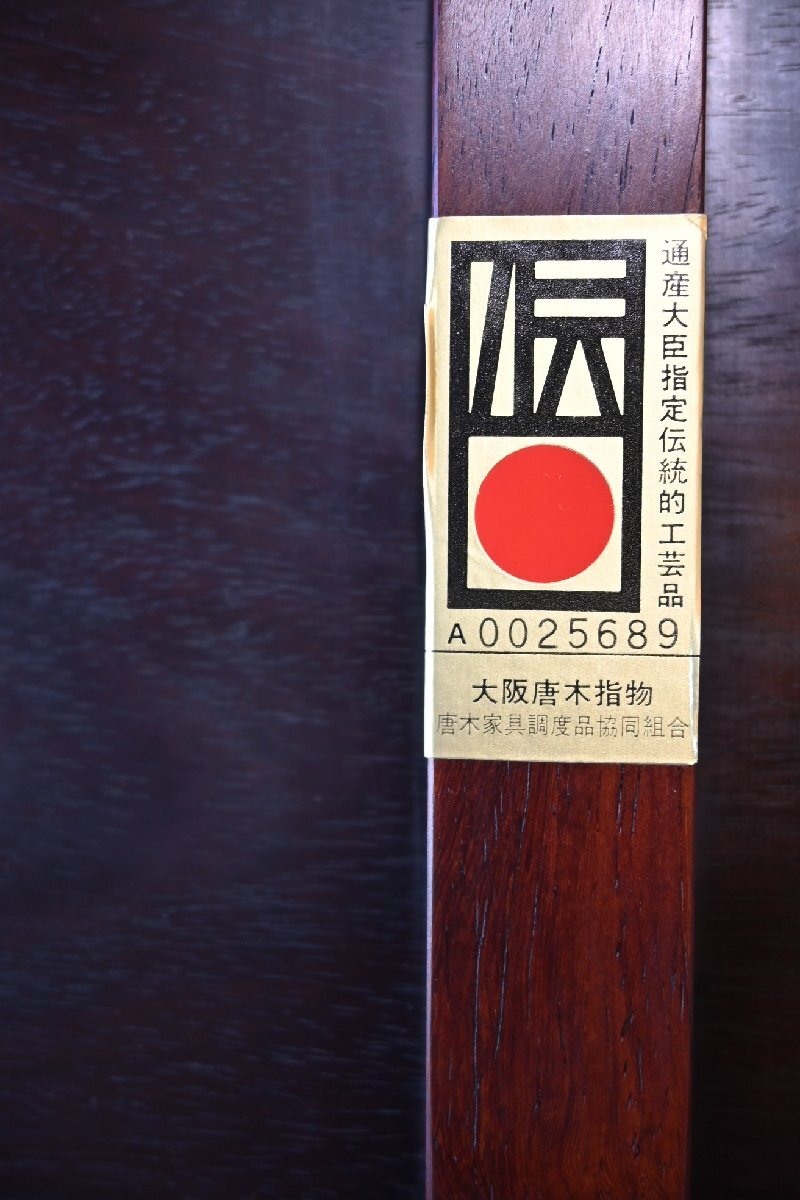 伝
通産大臣指定伝統的工芸品
A0025689
大阪唐木指物
唐木家具調度品協同組合